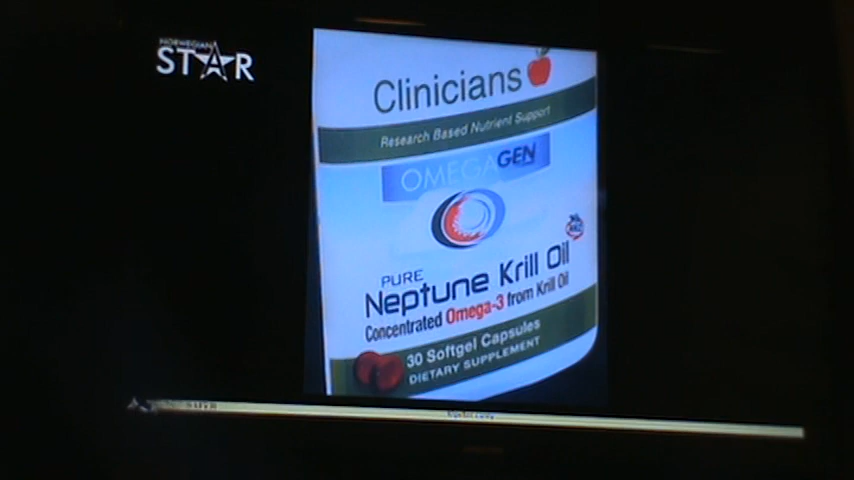 NORWEGIAN
STAR
Clinicians
Research Based Nutrient Support
OMEGAGEN
PURE
Neptune Krill Oil
Concentrated Omega-3 from Krill Oil
30 Softgel Capsules
DIETARY SUPPLEMENT